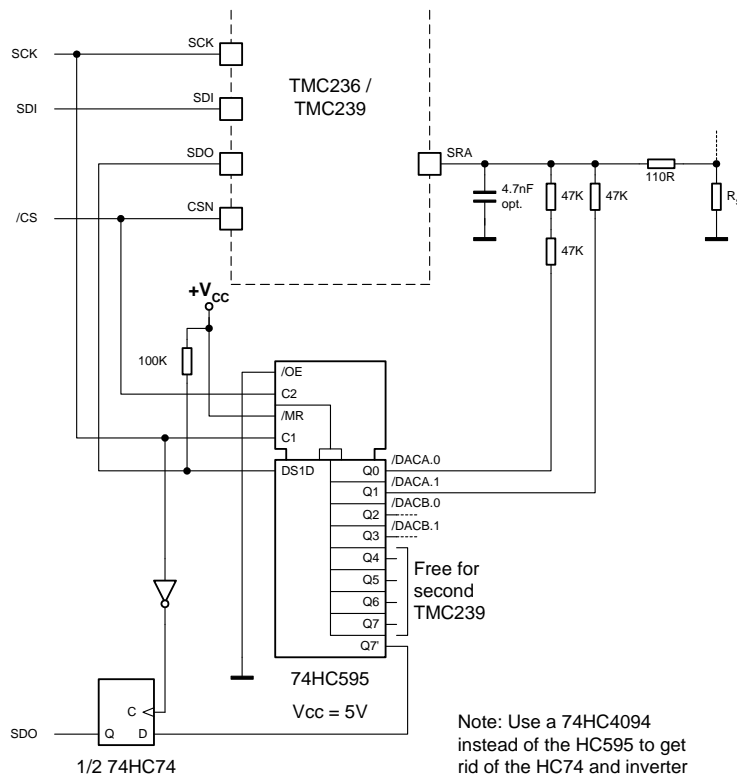 SCK
SCK
TMC236 /
TMC239
SDI
SDI
SDO
SRA
110R
4.7nF
opt.
47K
47K
47K
R
/CS
CSN
+VCC
100K
/OE
C2
/MR
C1
DS1D
Q0
/DACA.0
Q1
/DACA.1
Q2
/DACB.0
Q3
/DACB.1
Q4
Q5
Q6
Q7
Q7'
Free for
second
TMC239
74HC595
Vcc = 5V
C
SDO
Q
D
1/2 74HC74
Note: Use a 74HC4094
instead of the HC595 to get
rid of the HC74 and inverter